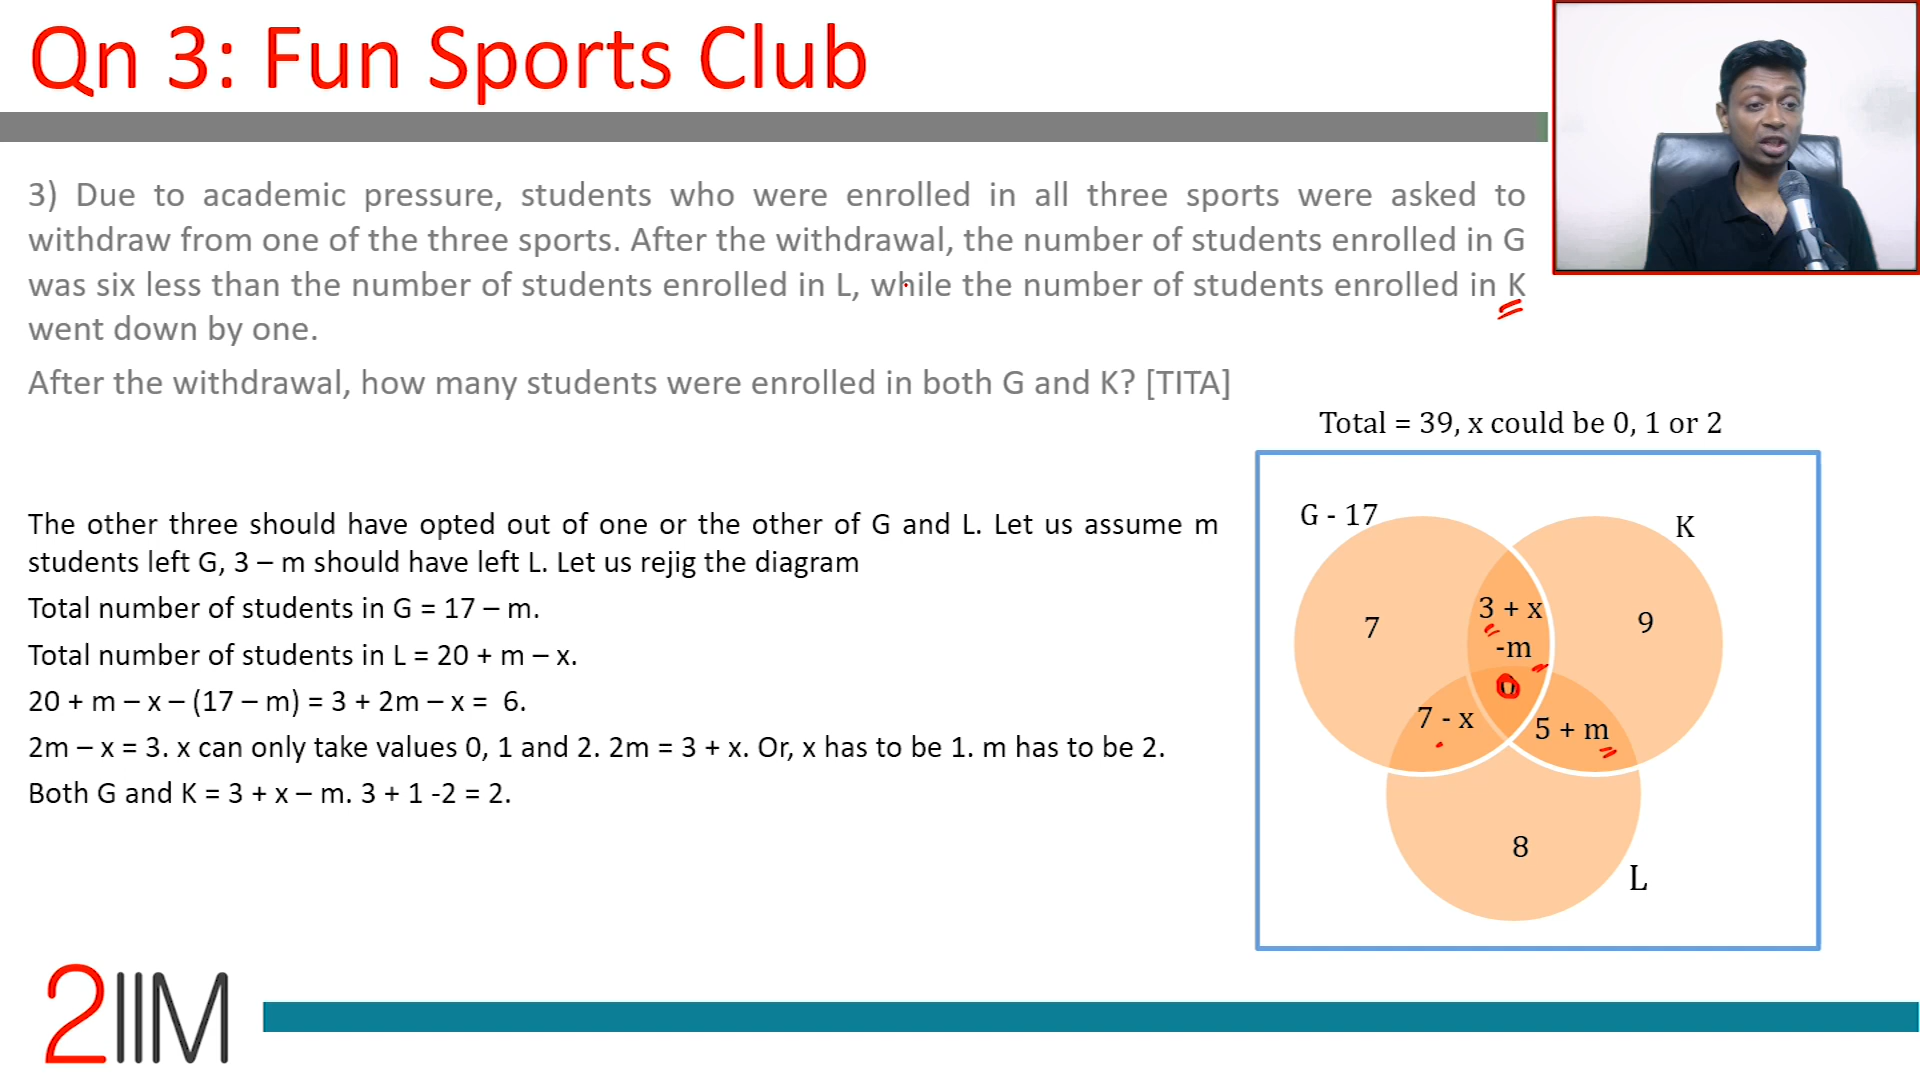 Qn 3: Fun Sports Club
3) Due to academic pressure, students who were enrolled in all three sports were asked to
withdraw from one of the three sports. After the withdrawal, the number of students enrolled in G
was six less than the number of students enrolled in L, while the number of students enrolled in K
went down by one.
After the withdrawal, how many students were enrolled in both G and K? [TITA]
Total = 39, x could be 0, 1 or 2
The other three should have opted out of one or the other of G and L. Let us assume m
students left G, 3 – m should have left L. Let us rejig the diagram
Total number of students in G = 17 – m.
Total number of students in L = 20 + m – x.
20 + m – x – (17 – m) = 3 + 2m – x = 6.
2m – x = 3. x can only take values 0, 1 and 2. 2m = 3 + x. Or, x has to be 1. m has to be 2.
Both G and K = 3 + x – m. 3 + 1 -2 = 2.
G - 17
K
7
3 + x
-m
9
0
7 - x
5 + m
8
L
2IIM